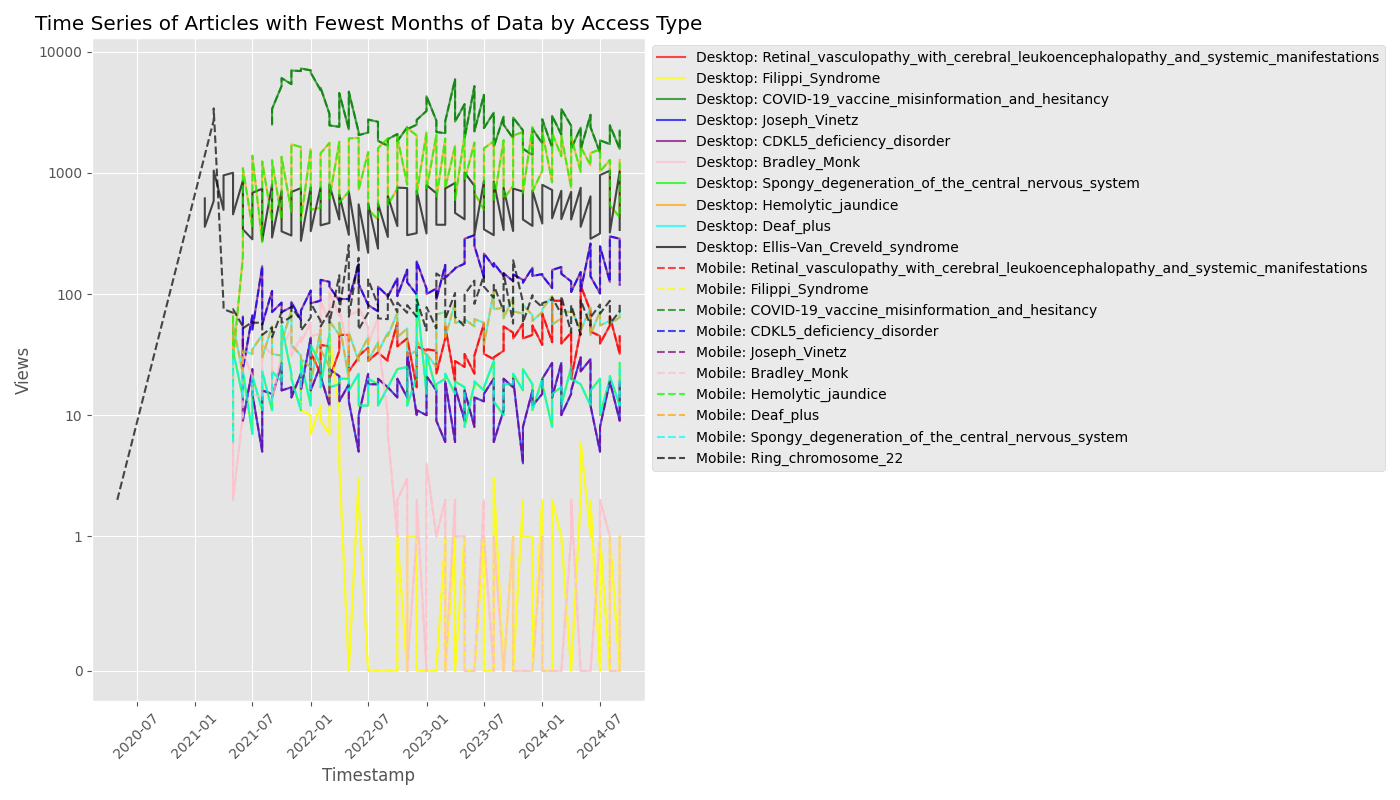 Time Series of Articles with Fewest Months of Data by Access Type
10000
1000
100
10
1
0
Views
2020-07
2021-01
2021-07
2022-01
2022-07
2023-01
2023-07
2024-01
2024-07
Timestamp
Desktop: Retinal_vasculopathy_with_cerebral_leukoencephalopathy_and_systemic_manifestations
Desktop: Filippi_Syndrome
Desktop: COVID-19_vaccine_misinformation_and_hesitancy
Desktop: Joseph_Vinetz
Desktop: CDKL5_deficiency_disorder
Desktop: Bradley_Monk
Desktop: Spongy_degeneration_of_the_central_nervous_system
Desktop: Hemolytic_jaundice
Desktop: Deaf_plus
Desktop: Ellis–Van_Creveld_syndrome
Mobile: Retinal_vasculopathy_with_cerebral_leukoencephalopathy_and_systemic_manifestations
Mobile: Filippi_Syndrome
Mobile: COVID-19_vaccine_misinformation_and_hesitancy
Mobile: CDKL5_deficiency_disorder
Mobile: Joseph_Vinetz
Mobile: Bradley_Monk
Mobile: Hemolytic_jaundice
Mobile: Deaf_plus
Mobile: Spongy_degeneration_of_the_central_nervous_system
Mobile: Ring_chromosome_22